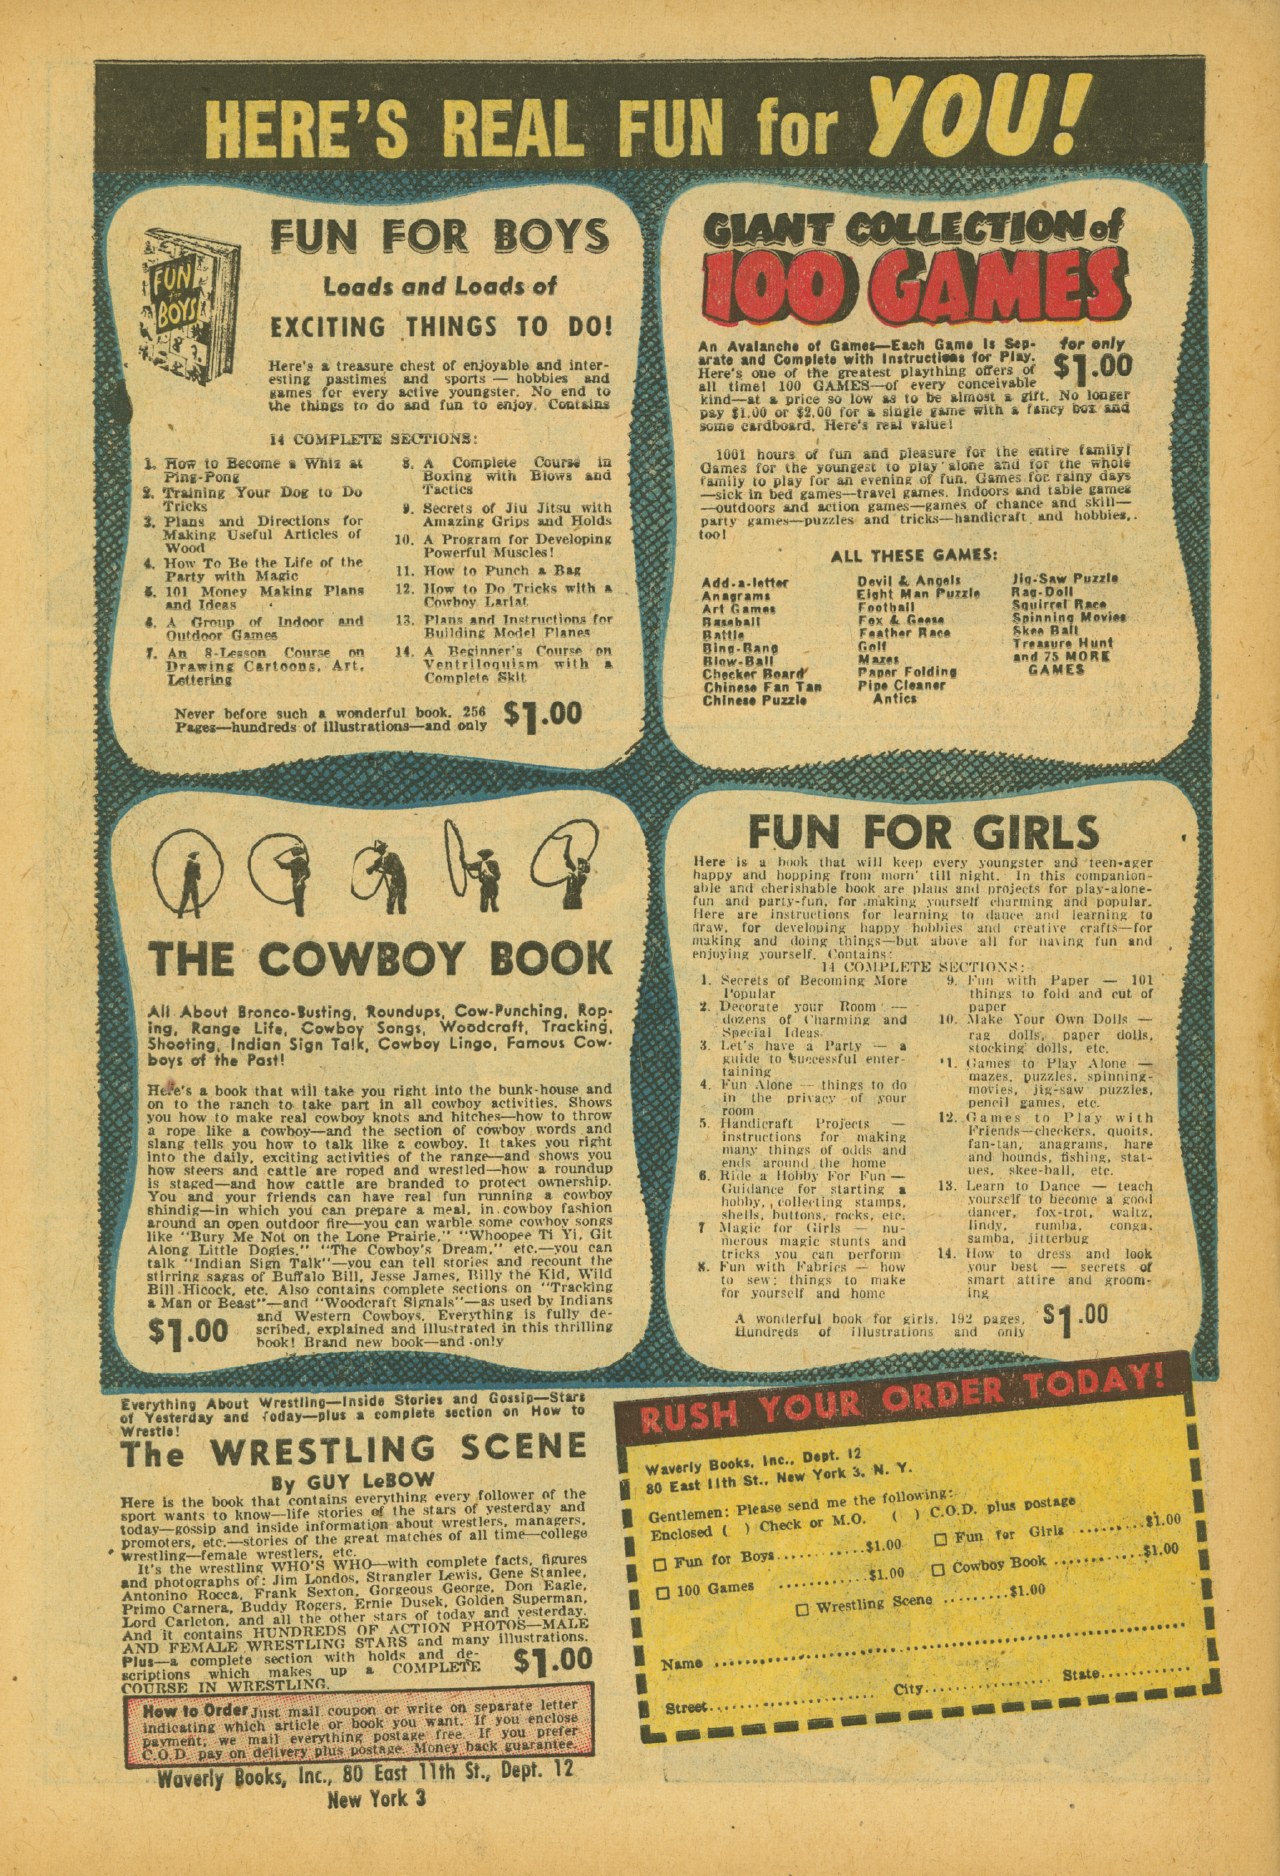 HERE'S REAL FUN for YOU!
FUN FOR BOYS
FUN
BOYS
Loads and Loads of
EXCITING THINGS TO DO!
Here's a treasure chest of enjoyable and inter-
esting pastimes and sports — hobbies and
games for every active youngster. No end to
the things to do and fun to enjoy. Contains
14 COMPLETE SECTIONS:
1. How to Become a Whiz at
Ping-Pong
2. Training Your Dog to Do
Tricks
3. Plans and Directions for
Making Useful Articles of
Wood
4. How To Be the Life of the
Party with Magic
5. 101 Money Making Plans
and Ideas
6. A Group of Indoor and
Outdoor Games
7. An 8-Lesson Course on
Drawing Cartoons, Art,
Lettering
8. A Complete Course in
Boxing with Blows and
Tactics
9. Secrets of Jiu Jitsu with
Amazing Grips and Holds
10. A Program for Developing
Powerful Muscles!
11. How to Punch a Bag
12. How to Do Tricks with a
Cowboy Lariat
13. Plans and Instructions for
Building Model Planes
14. A Beginner's Course on
Ventriloquism with a
Complete Skit
Never before such a wonderful book. 256
Pages—hundreds of illustrations—and only $1.00
GIANT COLLECTION of
100 GAMES
An Avalanche of Games—Each Game Is Sep-
arate and Complete with Instructions for Play.
for only
$1.00
Here's one of the greatest plaything offers of
all time! 100 GAMES—of every conceivable
kind—at a price so low as to be almost a gift. No longer
pay $1.00 or $2.00 for a single game with a fancy box and
some cardboard. Here's real value!
1001 hours of fun and pleasure for the entire family!
Games for the youngest to play alone and for the whole
family to play for an evening of fun. Games for rainy days
—sick in bed games—travel games. Indoors and table games
—outdoors and action games—games of chance and skill—
party games—puzzles and tricks—handicraft and hobbies,
too!
ALL THESE GAMES:
Add-a-letter
Anagrams
Art Games
Baseball
Battle
Bing-Bang
Blow-Ball
Checker Board
Chinese Fan Tan
Chinese Puzzle
Devil & Angels
Eight Man Puzzle
Football
Fox & Geese
Feather Race
Golf
Mazes
Paper Folding
Pipe Cleaner
Antics
Jig-Saw Puzzle
Rag-Doll
Squirrel Race
Spinning Movies
Skee Ball
Treasure Hunt
and 75 MORE
GAMES
THE COWBOY BOOK
All About Bronco-Busting, Roundups, Cow-Punching, Rop-
ing, Range Life, Cowboy Songs, Woodcraft, Tracking,
Shooting, Indian Sign Talk, Cowboy Lingo, Famous Cow-
boys of the Past!
Here's a book that will take you right into the bunk-house and
on to the ranch to take part in all cowboy activities. Shows
you how to make real cowboy knots and hitches—how to throw
a rope like a cowboy—and the section of cowboy words and
slang tells you how to talk like a cowboy. It takes you right
into the daily, exciting activities of the range—and shows you
how steers and cattle are roped and wrestled—how a roundup
is staged—and how cattle are branded to protect ownership.
You and your friends can have real fun running a cowboy
shindig—in which you can prepare a meal, in cowboy fashion
around an open outdoor fire—you can warble some cowboy songs
like "Bury Me Not on the Lone Prairie," "Whoopee Ti Yi, Git
Along Little Dogies," "The Cowboy's Dream," etc.—you can
talk "Indian Sign Talk"—you can tell stories and recount the
stirring sagas of Buffalo Bill, Jesse James, Billy the Kid, Wild
Bill Hicock, etc. Also contains complete sections on "Tracking
a Man or Beast"—and "Woodcraft Signals"—as used by Indians
and Western Cowboys. Everything is fully de-
scribed, explained and illustrated in this thrilling
book! Brand new book—and only
$1.00
FUN FOR GIRLS
Here is a book that will keep every youngster and teen-ager
happy and hopping from morn' till night. In this companion-
able and cherishable book are plans and projects for play-alone-
fun and party-fun, for making yourself charming and popular.
Here are instructions for learning to dance and learning to
draw, for developing happy hobbies and creative crafts—for
making and doing things—but above all for having fun and
enjoying yourself. Contains:
14 COMPLETE SECTIONS:
1. Secrets of Becoming More
Popular
2. Decorate your Room —
dozens of Charming and
Special Ideas.
3. Let's have a Party — a
guide to successful enter-
taining
4. Fun Alone — things to do
in the privacy of your
room
5. Handicraft Projects —
instructions for making
many things of odds and
ends around the home
6. Ride a Hobby For Fun —
Guidance for starting a
hobby, collecting stamps,
shells, buttons, rocks, etc.
7 Magic for Girls — nu-
merous magic stunts and
tricks you can perform
8. Fun with Fabrics — how
to sew; things to make
for yourself and home
9. Fun with Paper — 101
things to fold and cut of
paper
10. Make Your Own Dolls —
rag dolls, paper dolls,
stocking dolls, etc.
11. Games to Play Alone —
mazes, puzzles, spinning-
movies, jig-saw puzzles,
pencil games, etc.
12. Games to Play with
Friends—checkers, quoits,
fan-tan, anagrams, hare
and hounds, fishing, stat-
ues, skee-ball, etc.
13. Learn to Dance — teach
yourself to become a good
dancer, fox-trot, waltz,
lindy, rumba, conga,
samba, jitterbug
14. How to dress and look
your best — secrets of
smart attire and groom-
ing
A wonderful book for girls. 192 pages.
Hundreds of illustrations and only $1.00
Everything About Wrestling—Inside Stories and Gossip—Stars
of Yesterday and Today—plus a complete section on How to
Wrestle!
The WRESTLING SCENE
By GUY LeBOW
Here is the book that contains everything every follower of the
sport wants to know—life stories of the stars of yesterday and
today—gossip and inside information about wrestlers, managers,
promoters, etc.—stories of the great matches of all time—college
wrestling—female wrestlers, etc.
It's the wrestling WHO'S WHO—with complete facts, figures
and photographs of: Jim Londos, Strangler Lewis, Gene Stanlee,
Antonino Rocca, Frank Sexton, Gorgeous George, Don Eagle,
Primo Carnera, Buddy Rogers, Ernie Dusek, Golden Superman,
Lord Carleton, and all the other stars of today and yesterday.
And it contains HUNDREDS OF ACTION PHOTOS—MALE
AND FEMALE WRESTLING STARS and many illustrations.
Plus—a complete section with holds and de-
scriptions which makes up a COMPLETE
COURSE IN WRESTLING.
$1.00
How to Order Just mail coupon or write on separate letter
indicating which article or book you want. If you enclose
payment, we mail everything postage free. If you prefer
C.O.D. pay on delivery plus postage. Money back guarantee.
Waverly Books, Inc., 80 East 11th St., Dept. 12
New York 3
RUSH YOUR ORDER TODAY!
Waverly Books, Inc., Dept. 12
80 East 11th St., New York 3, N. Y.
Gentlemen: Please send me the following:
Enclosed ( ) Check or M.O. ( ) C.O.D. plus postage
Fun for Boys............$1.00
Fun for Girls ..........$1.00
100 Games ............$1.00
Cowboy Book ............$1.00
Wrestling Scene .........$1.00
Name ..............................
Street.............. City.............. State............